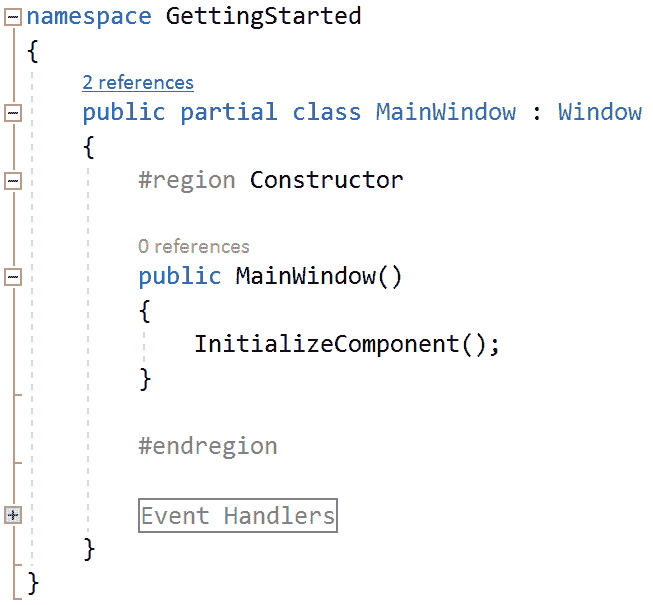 namespace GettingStarted
{
2 references
public partial class MainWindow : Window
{
#region Constructor
0 references
public MainWindow()
{
InitializeComponent();
}
#endregion
Event Handlers
}
}